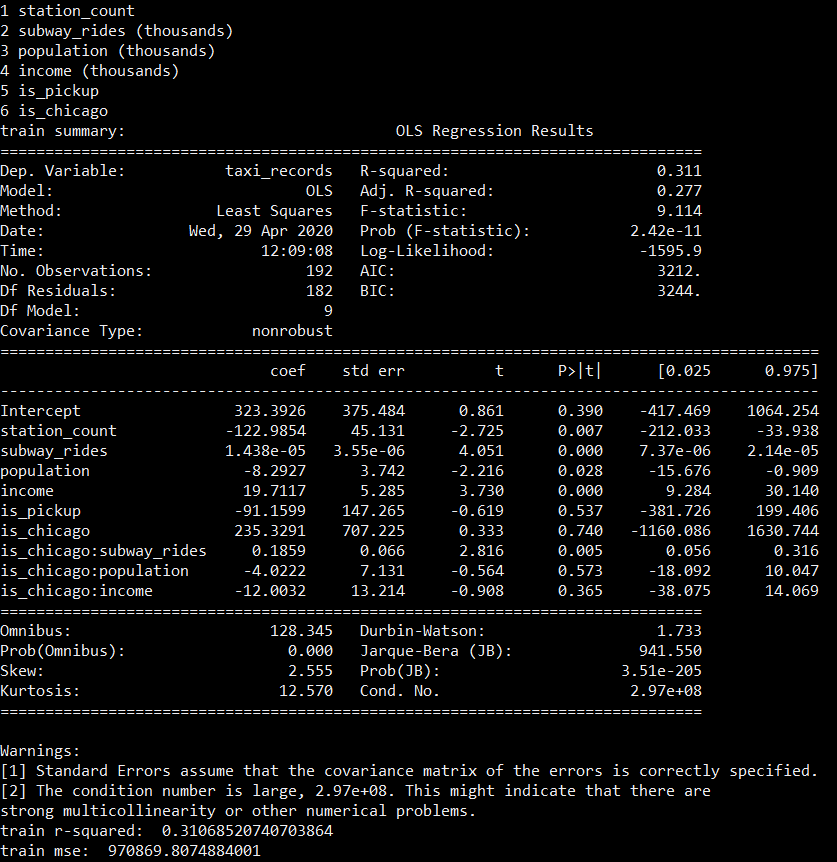 1 station_count
2 subway_rides (thousands)
3 population (thousands)
4 income (thousands)
5 is_pickup
6 is_chicago
train summary:                              OLS Regression Results
==============================================================================
Dep. Variable:           taxi_records   R-squared:                       0.311
Model:                            OLS   Adj. R-squared:                  0.277
Method:                 Least Squares   F-statistic:                     9.114
Date:                Wed, 29 Apr 2020   Prob (F-statistic):           2.42e-11
Time:                        12:09:08   Log-Likelihood:                -1595.9
No. Observations:                 192   AIC:                             3212.
Df Residuals:                     182   BIC:                             3244.
Df Model:                           9
Covariance Type:            nonrobust
===========================================================================================
                              coef    std err          t      P>|t|      [0.025      0.975]
-------------------------------------------------------------------------------------------
Intercept                 323.3926    375.484      0.861      0.390    -417.469    1064.254
station_count            -122.9854     45.131     -2.725      0.007    -212.033     -33.938
subway_rides             1.438e-05   3.55e-06      4.051      0.000    7.37e-06    2.14e-05
population                 -8.2927      3.742     -2.216      0.028     -15.676      -0.909
income                     19.7117      5.285      3.730      0.000       9.284      30.140
is_pickup                 -91.1599    147.265     -0.619      0.537    -381.726     199.406
is_chicago                235.3291    707.225      0.333      0.740   -1160.086    1630.744
is_chicago:subway_rides     0.1859      0.066      2.816      0.005       0.056       0.316
is_chicago:population      -4.0222      7.131     -0.564      0.573     -18.092      10.047
is_chicago:income         -12.0032     13.214     -0.908      0.365     -38.075      14.069
==============================================================================
Omnibus:                      128.345   Durbin-Watson:                   1.733
Prob(Omnibus):                  0.000   Jarque-Bera (JB):              941.550
Skew:                           2.555   Prob(JB):                    3.51e-205
Kurtosis:                      12.570   Cond. No.                     2.97e+08
==============================================================================
Warnings:
[1] Standard Errors assume that the covariance matrix of the errors is correctly specified.
[2] The condition number is large, 2.97e+08. This might indicate that there are
strong multicollinearity or other numerical problems.
train r-squared:  0.31068520740703864
train mse:  970869.8074884001